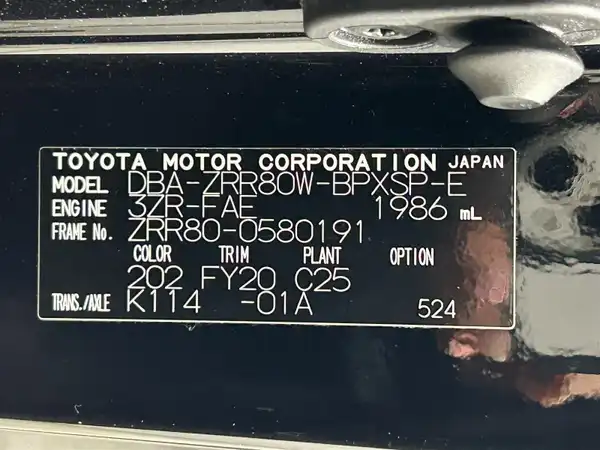 TOYOTA MOTOR CORPORATION JAPAN
MODEL DBA-ZRR80W-BPXSP-E
ENGINE 3ZR-FAE 1986 mL
FRAME No. ZRR80-0580191
COLOR TRIM PLANT OPTION
202 FY20 C25
TRANS./AXLE K114 -01A 524